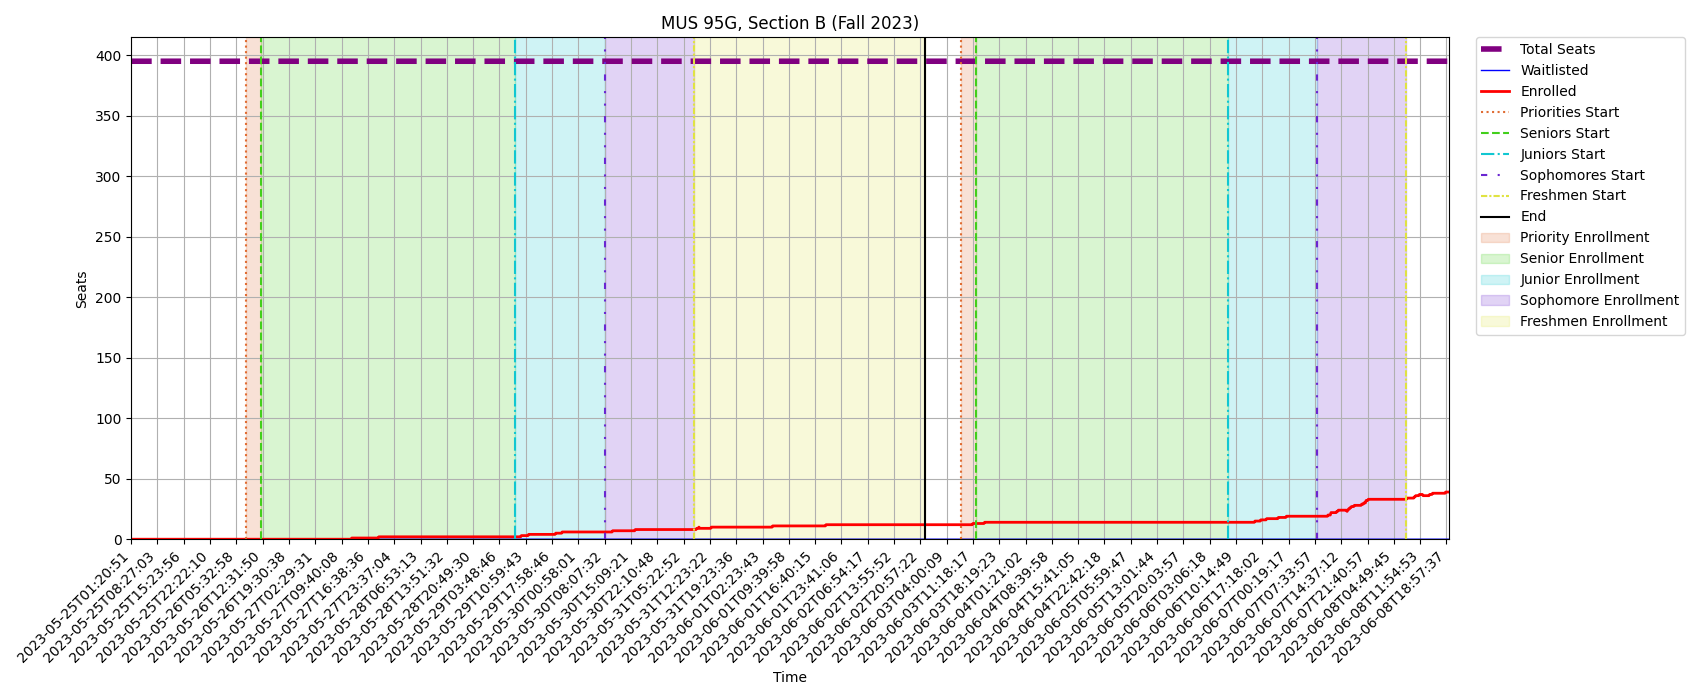 MUS 95G, Section B (Fall 2023)
400
350
300
250
200
150
100
50
0
Seats
2023-05-25T01:20:51
2023-05-25T08:27:03
2023-05-25T15:23:56
2023-05-25T22:22:10
2023-05-26T05:32:58
2023-05-26T12:31:50
2023-05-26T19:30:38
2023-05-27T02:29:31
2023-05-27T09:40:08
2023-05-27T16:38:36
2023-05-27T23:37:04
2023-05-28T06:53:13
2023-05-28T13:51:32
2023-05-28T20:49:30
2023-05-29T03:48:46
2023-05-29T10:59:43
2023-05-29T17:58:46
2023-05-30T00:58:01
2023-05-30T08:07:32
2023-05-30T15:09:21
2023-05-30T22:10:48
2023-05-31T05:22:52
2023-05-31T12:23:22
2023-05-31T19:23:36
2023-06-01T02:23:43
2023-06-01T09:39:58
2023-06-01T16:40:15
2023-06-01T23:41:06
2023-06-02T06:54:17
2023-06-02T13:55:52
2023-06-02T20:57:22
2023-06-03T04:00:09
2023-06-03T11:18:17
2023-06-03T18:19:23
2023-06-04T01:21:02
2023-06-04T08:39:58
2023-06-04T15:41:05
2023-06-04T22:42:18
2023-06-05T05:59:47
2023-06-05T13:01:44
2023-06-05T20:03:57
2023-06-06T03:06:18
2023-06-06T10:14:49
2023-06-06T17:18:02
2023-06-07T00:19:17
2023-06-07T07:33:57
2023-06-07T14:37:12
2023-06-07T21:40:57
2023-06-08T04:49:45
2023-06-08T11:54:53
2023-06-08T18:57:37
Time
Total Seats
Waitlisted
Enrolled
Priorities Start
Seniors Start
Juniors Start
Sophomores Start
Freshmen Start
End
Priority Enrollment
Senior Enrollment
Junior Enrollment
Sophomore Enrollment
Freshmen Enrollment